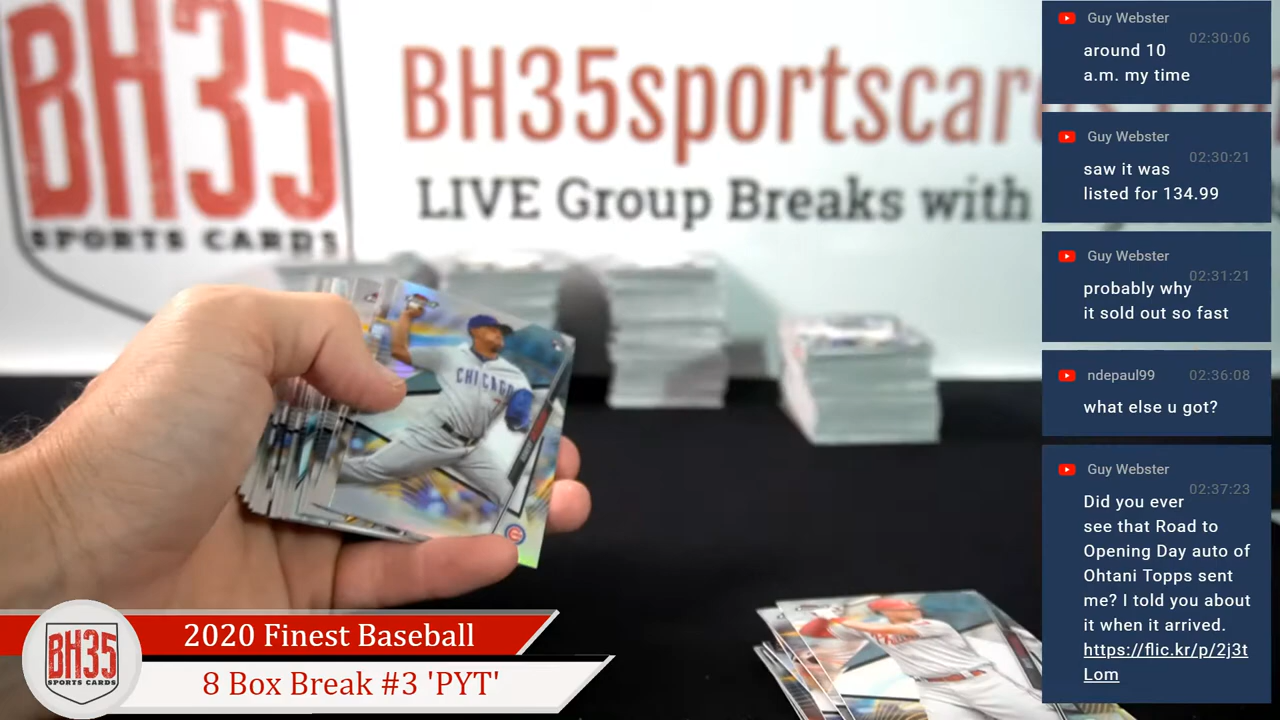 BH35
SPORTS CARDS
BH35sportscar
LIVE Group Breaks with
CHICAGO
2020 Finest Baseball
8 Box Break #3 'PYT'
BH35
SPORTS CARDS
Guy Webster
02:30:06
around 10
a.m. my time
Guy Webster
02:30:21
saw it was
listed for 134.99
Guy Webster
02:31:21
probably why
it sold out so fast
ndepaul99
02:36:08
what else u got?
Guy Webster
02:37:23
Did you ever
see that Road to
Opening Day auto of
Ohtani Topps sent
me? I told you about
it when it arrived.
https://flic.kr/p/2j3t
Lom